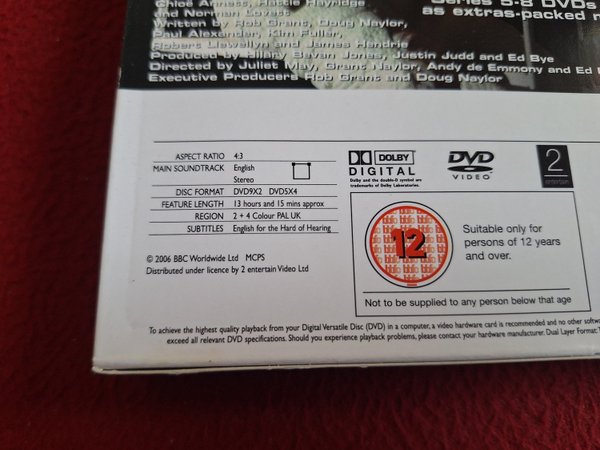 Chloë Annett, Hattie Hayridge
and Norman Lovett
Written by Rob Grant, Doug Naylor,
Paul Alexander, Kim Fuller,
Robert Llewellyn and James Hendrie
Produced by Hilary Bevan Jones, Justin Judd and Ed Bye
Directed by Juliet May, Grant Naylor, Andy de Emmony and Ed
Executive Producers Rob Grant and Doug Naylor
Series 5-8 DVDs
as extras-packed
ASPECT RATIO 4:3
MAIN SOUNDTRACK English
Stereo
DISC FORMAT DVD9X2 DVD5X4
FEATURE LENGTH 13 hours and 15 mins approx
REGION 2 + 4 Colour PAL UK
SUBTITLES English for the Hard of Hearing
© 2006 BBC Worldwide Ltd MCPS
Distributed under licence by 2 entertain Video Ltd
DOLBY
DIGITAL
Dolby and the double-D symbol are
trademarks of Dolby Laboratories.
DVD
VIDEO
2
entertain
bbfc
12
Suitable only for
persons of 12 years
and over.
Not to be supplied to any person below that age
To achieve the highest quality playback from your Digital Versatile Disc (DVD) in a computer, a video hardware card is recommended and no other softwa
exceed all relevant DVD specifications. Should you experience playback problems, please contact your hardware manufacturer. Dual Layer Format